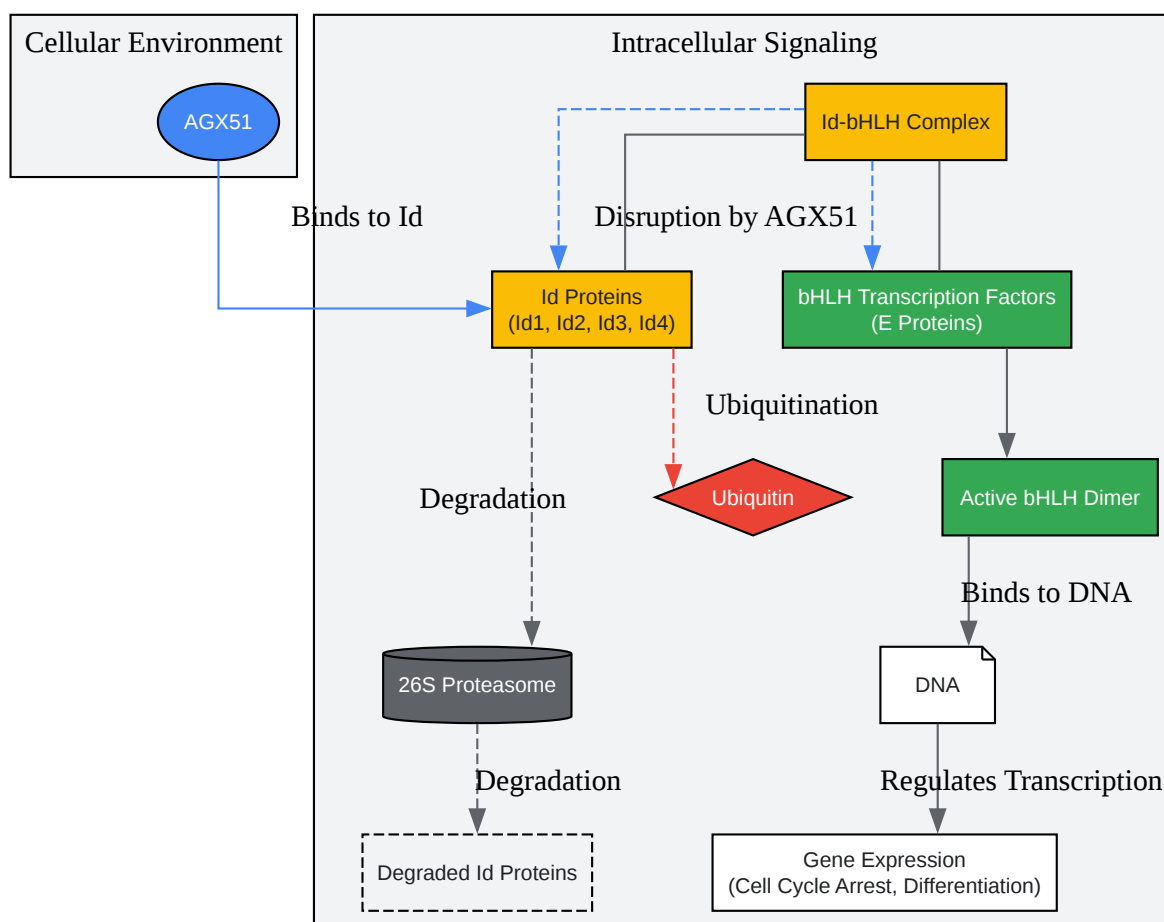 Cellular Environment
Intracellular Signaling
AGX51
Id-bHLH Complex
Binds to Id
Disruption by AGX51
Id Proteins
(Id1, Id2, Id3, Id4)
bHLH Transcription Factors
(E Proteins)
Ubiquitination
Degradation
Ubiquitin
Active bHLH Dimer
Binds to DNA
26S Proteasome
DNA
Degradation
Regulates Transcription
Degraded Id Proteins
Gene Expression
(Cell Cycle Arrest, Differentiation)